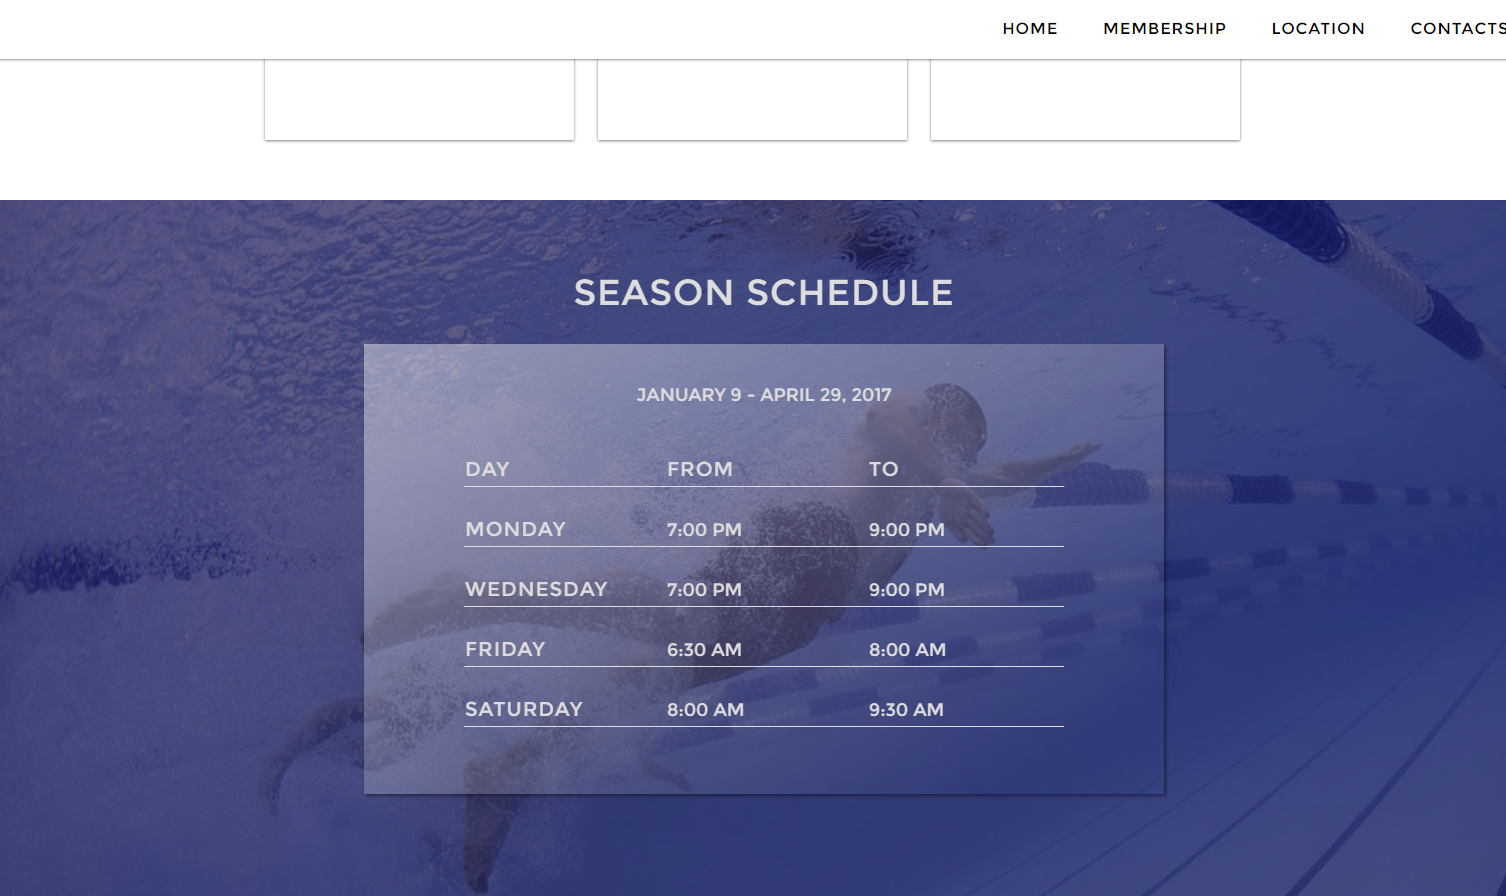 HOME MEMBERSHIP LOCATION CONTACTS
SEASON SCHEDULE
JANUARY 9 - APRIL 29, 2017
DAY FROM TO
MONDAY 7:00 PM 9:00 PM
WEDNESDAY 7:00 PM 9:00 PM
FRIDAY 6:30 AM 8:00 AM
SATURDAY 8:00 AM 9:30 AM